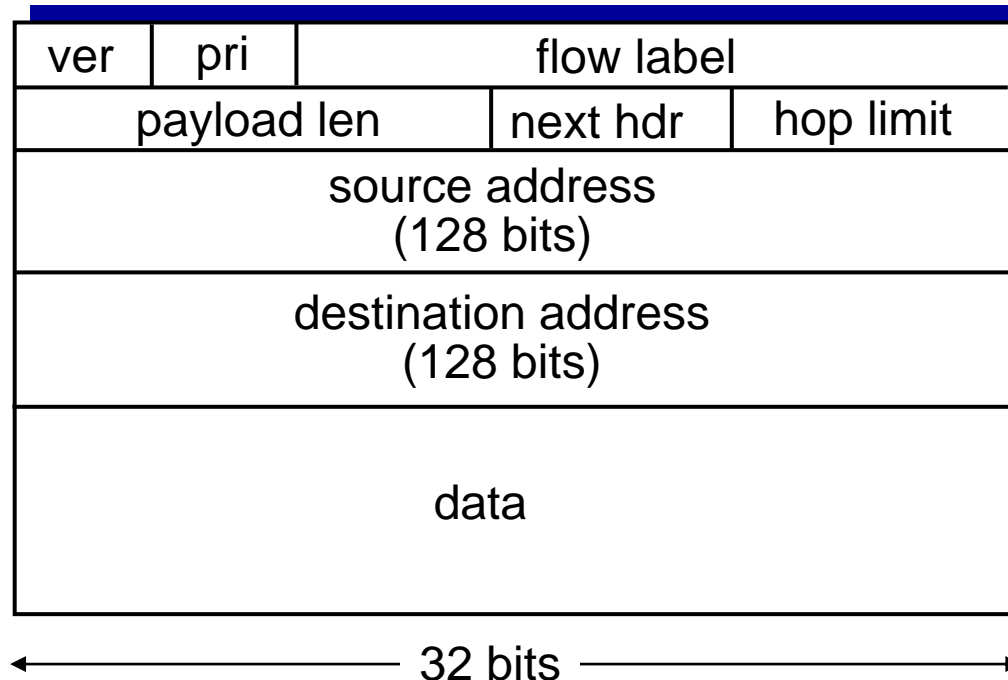 ver pri flow label
payload len next hdr hop limit
source address
(128 bits)
destination address
(128 bits)
data
32 bits